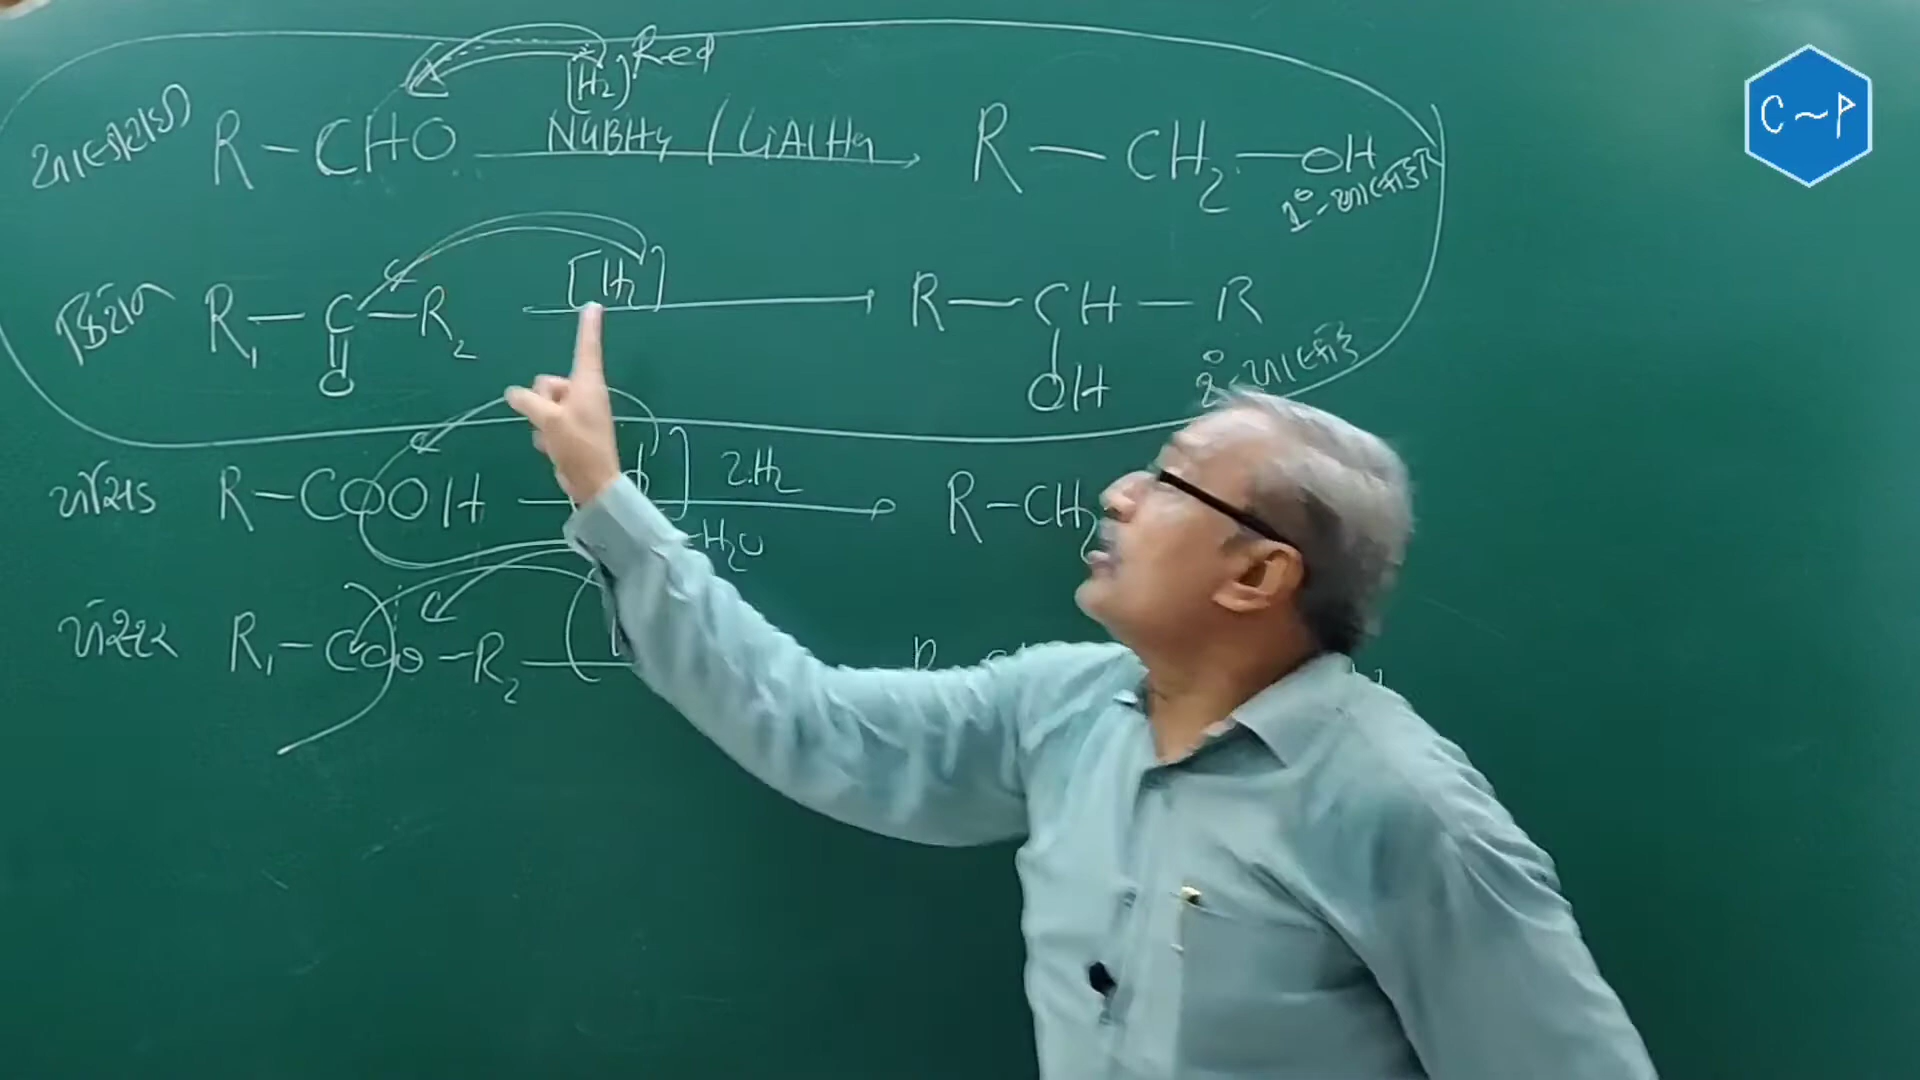 C~P
[H2] Red
આલ્ડીહાઈડ R-CHO NaBH4 / LiAlH4 R-CH2-OH
1°-આલ્કોહોલ
કિટોન R1-C-R2 [H2] R-CH-R
O OH 2°-આલ્કોહોલ
એસિડ R-COOH 2H2 R-CH2
-H2O
એસ્ટર R1-COO-R2